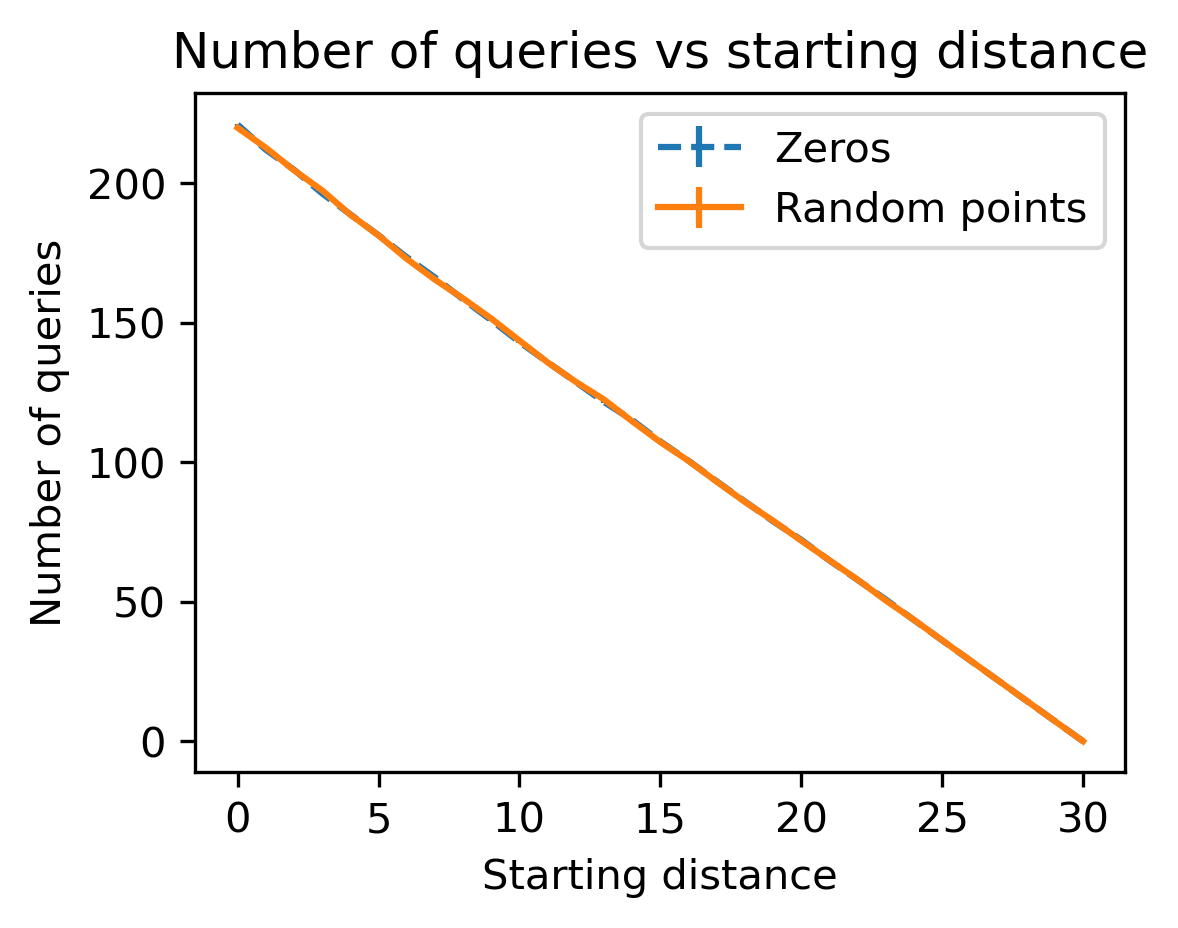 Number of queries vs starting distance
Zeros
Random points
Number of queries
200
150
100
50
0
0 5 10 15 20 25 30
Starting distance